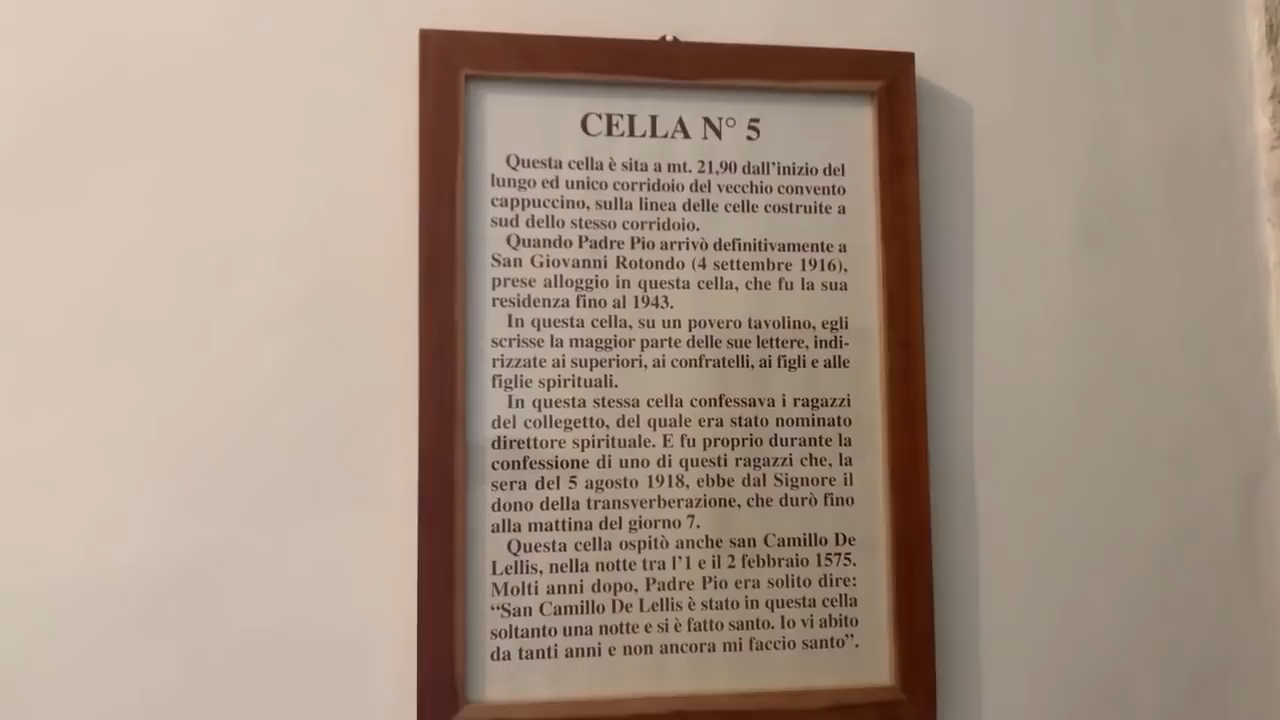 CELLA N° 5
Questa cella è sita a mt. 21,90 dall'inizio del
lungo ed unico corridoio del vecchio convento
cappuccino, sulla linea delle celle costruite a
sud dello stesso corridoio.
Quando Padre Pio arrivò definitivamente a
San Giovanni Rotondo (4 settembre 1916),
prese alloggio in questa cella, che fu la sua
residenza fino al 1943.
In questa cella, su un povero tavolino, egli
scrisse la maggior parte delle sue lettere, indi-
rizzate ai superiori, ai confratelli, ai figli e alle
figlie spirituali.
In questa stessa cella confessava i ragazzi
del collegetto, del quale era stato nominato
direttore spirituale. E fu proprio durante la
confessione di uno di questi ragazzi che, la
sera del 5 agosto 1918, ebbe dal Signore il
dono della transverberazione, che durò fino
alla mattina del giorno 7.
Questa cella ospitò anche san Camillo De
Lellis, nella notte tra l'1 e il 2 febbraio 1575.
Molti anni dopo, Padre Pio era solito dire:
“San Camillo De Lellis è stato in questa cella
soltanto una notte e si è fatto santo. Io vi abito
da tanti anni e non ancora mi faccio santo”.